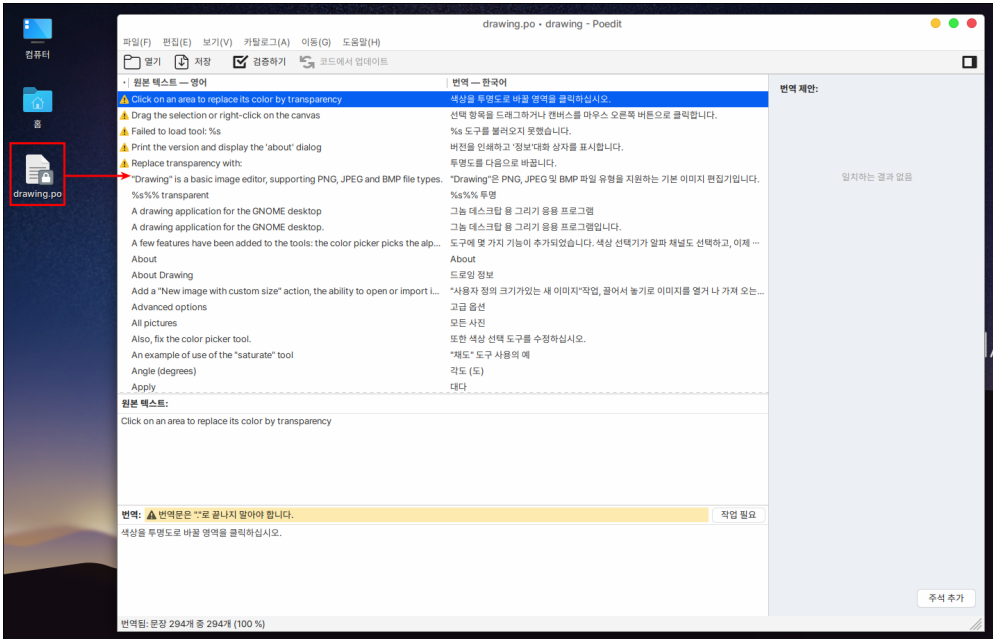 컴퓨터
홈
drawing.po
drawing.po • drawing - Poedit
파일(F) 편집(E) 보기(V) 카탈로그(A) 이동(G) 도움말(H)
열기 저장 검증하기 코드에서 업데이트
원본 텍스트 — 영어 번역 — 한국어
Click on an area to replace its color by transparency 색상을 투명도로 바꿀 영역을 클릭하십시오.
Drag the selection or right-click on the canvas 선택 항목을 드래그하거나 캔버스를 마우스 오른쪽 버튼으로 클릭합니다.
Failed to load tool: %s %s 도구를 불러오지 못했습니다.
Print the version and display the 'about' dialog 버전을 인쇄하고 '정보'대화 상자를 표시합니다.
Replace transparency with: 투명도를 다음으로 바꿉니다.
"Drawing" is a basic image editor, supporting PNG, JPEG and BMP file types. "Drawing"은 PNG, JPEG 및 BMP 파일 유형을 지원하는 기본 이미지 편집기입니다.
%s%% transparent %s%% 투명
A drawing application for the GNOME desktop 그놈 데스크탑 용 그리기 응용 프로그램
A drawing application for the GNOME desktop. 그놈 데스크탑 용 그리기 응용 프로그램입니다.
A few features have been added to the tools: the color picker picks the alp... 도구에 몇 가지 기능이 추가되었습니다. 색상 선택기가 알파 채널도 선택하고, 이제 ...
About About
About Drawing 드로잉 정보
Add a "New image with custom size" action, the ability to open or import i... "사용자 정의 크기가있는 새 이미지"작업, 끌어서 놓기로 이미지를 열거 나 가져 오는...
Advanced options 고급 옵션
All pictures 모든 사진
Also, fix the color picker tool. 또한 색상 선택 도구를 수정하십시오.
An example of use of the "saturate" tool "채도" 도구 사용의 예
Angle (degrees) 각도 (도)
Apply 대다
원본 텍스트:
Click on an area to replace its color by transparency
번역: 번역문은 "."로 끝나지 말아야 합니다. 작업 필요
색상을 투명도로 바꿀 영역을 클릭하십시오.
번역됨: 문장 294개 중 294개 (100 %)
번역 제안:
일치하는 결과 없음
주석 추가